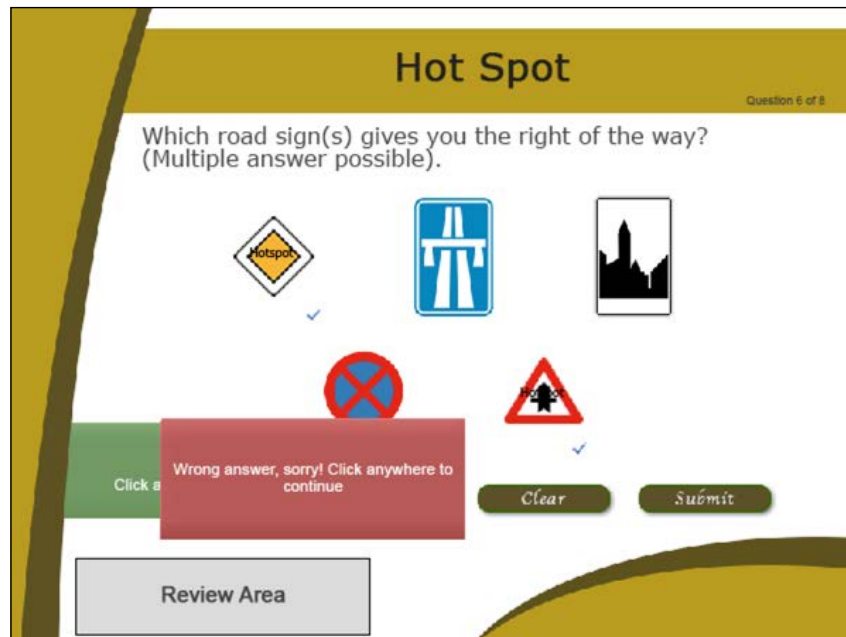 Hot Spot
Question 6 of 8
Which road sign(s) gives you the right of the way?
(Multiple answer possible).
Hotspot
Click a
Wrong answer, sorry! Click anywhere to
continue
Clear
Submit
Review Area